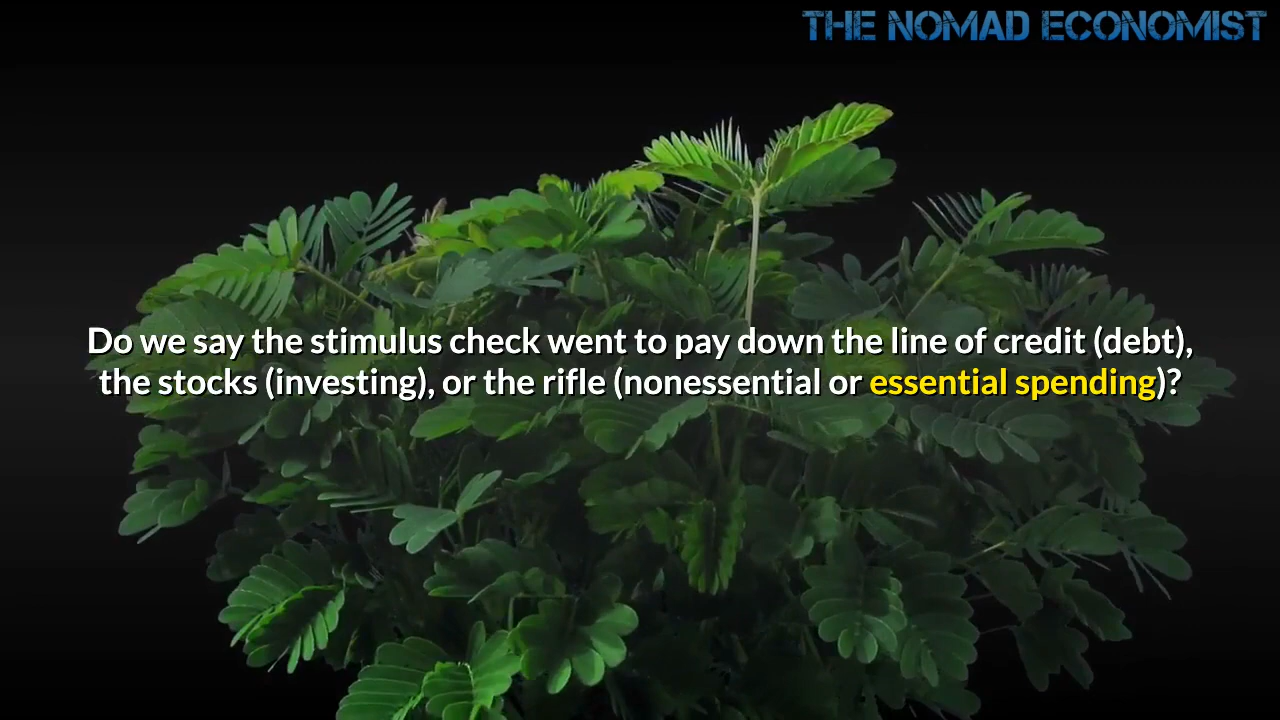 THE NOMAD ECONOMIST
Do we say the stimulus check went to pay down the line of credit (debt),
the stocks (investing), or the rifle (nonessential or essential spending)?